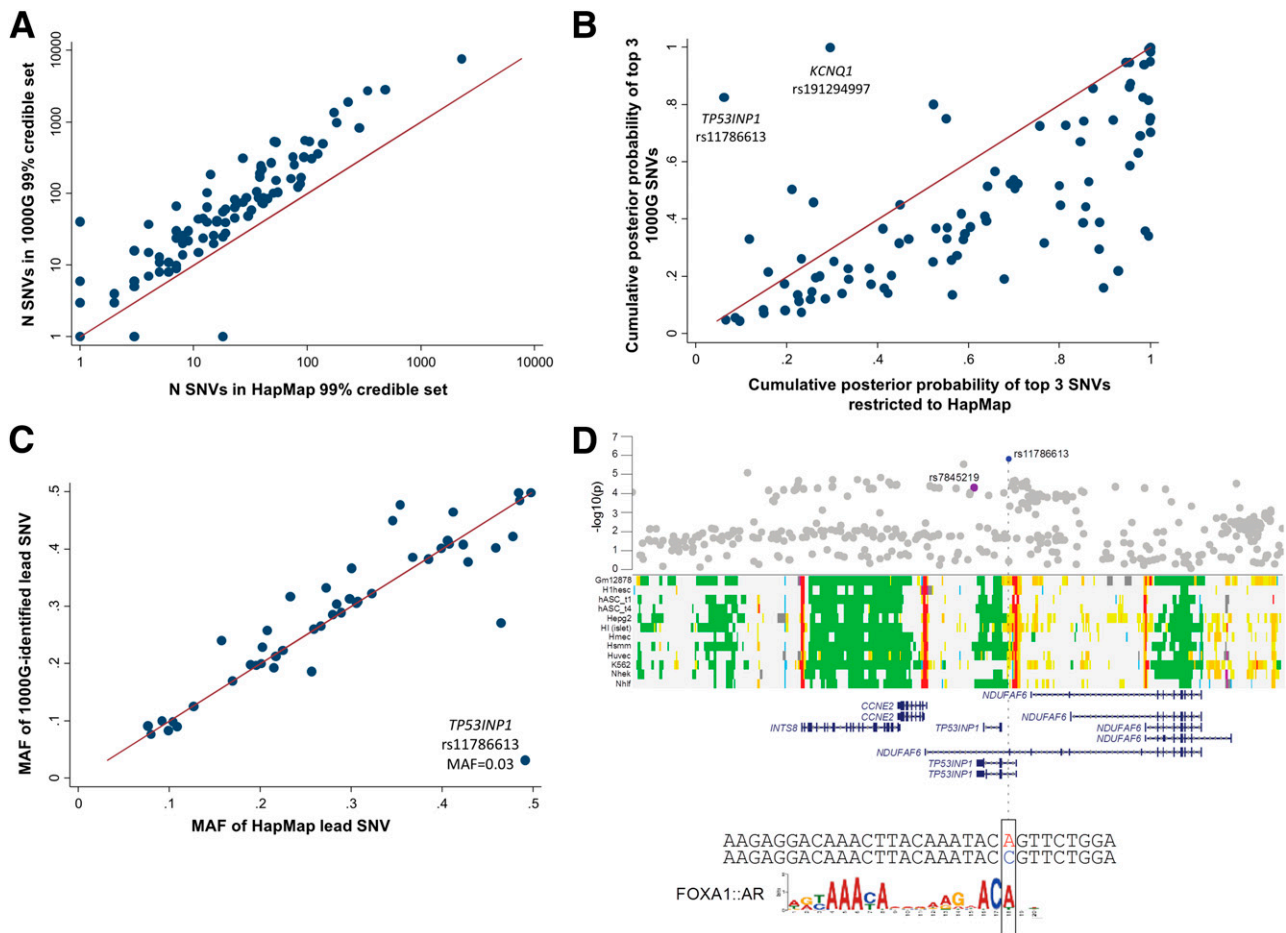 A
N SNVs in 1000G 99% credible set
10000
1000
100
10
1
1
10
100
1000
10000
N SNVs in HapMap 99% credible set
B
Cumulative posterior probability of top 3
1000G SNVs
1
.8
.6
.4
.2
0
KCNQ1
rs191294997
TP53INP1
rs11786613
0
.2
.4
.6
.8
1
Cumulative posterior probability of top 3 SNVs
restricted to HapMap
C
MAF of 1000G-identified lead SNV
.5
.4
.3
.2
.1
0
TP53INP1
rs11786613
MAF=0.03
0
.1
.2
.3
.4
.5
MAF of HapMap lead SNV
D
-log10(p)
7
6
5
4
3
2
1
0
rs11786613
rs7845219
Gm12878
H1hesc
hASC_t1
hASC_t4
Hepg2
HI (islet)
Hmec
Hsmm
Huvec
K562
Nhek
Nhlf
NDUFAF6
CCNE2
NDUFAF6
CCNE2
INTS8
TP53INP1
NDUFAF6
NDUFAF6
NDUFAF6
TP53INP1
TP53INP1
AAGAGGACAAACTTACAAATACAGTTCTGGA
AAGAGGACAAACTTACAAATACCGTTCTGGA
FOXA1::AR